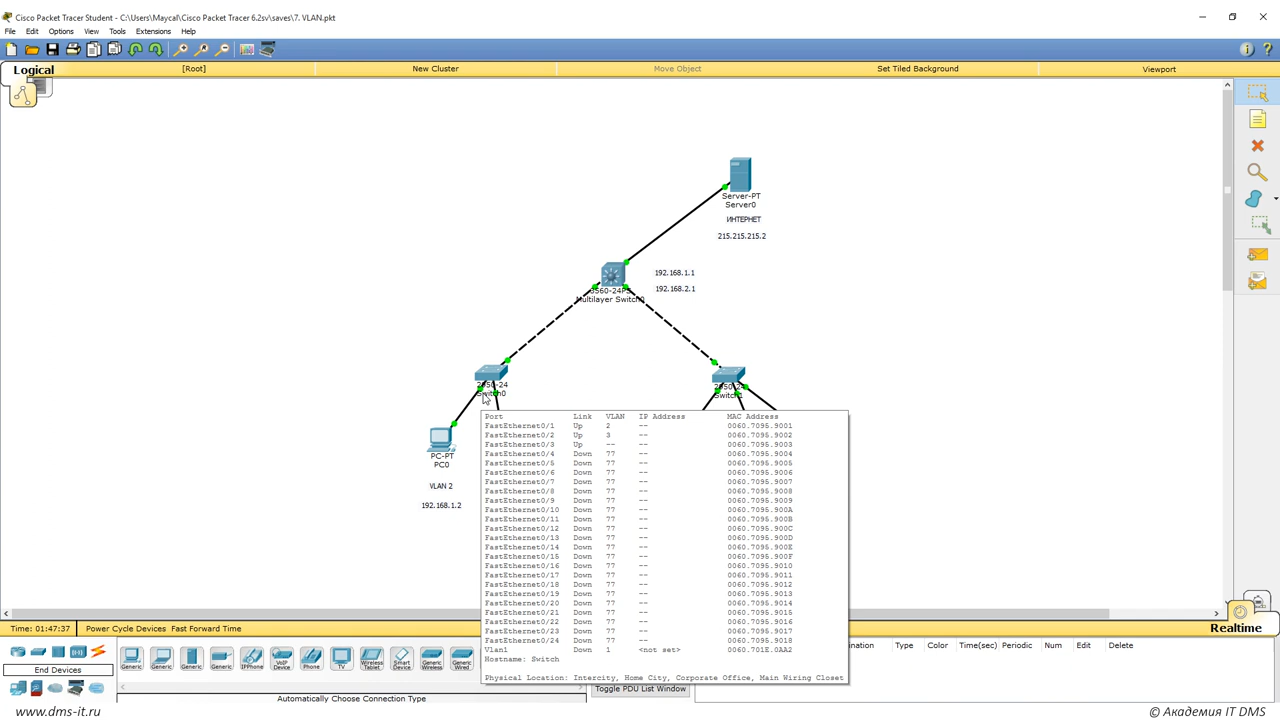 Cisco Packet Tracer Student - C:\Users\Maycal\Cisco Packet Tracer 6.2sv\saves\7. VLAN.pkt
File Edit Options View Tools Extensions Help
Logical [Root] New Cluster Move Object Set Tiled Background Viewport
Server-PT
Server0
ИНТЕРНЕТ
215.215.215.2
192.168.1.1
192.168.2.1
3560-24PS
Multilayer Switch0
2950-24
Switch0
2950-24
Switch1
PC-PT
PC0
VLAN 2
192.168.1.2
Port Link VLAN IP Address MAC Address
FastEthernet0/1 Up 2 -- 0060.7095.9001
FastEthernet0/2 Up 3 -- 0060.7095.9002
FastEthernet0/3 Up -- -- 0060.7095.9003
FastEthernet0/4 Down 77 -- 0060.7095.9004
FastEthernet0/5 Down 77 -- 0060.7095.9005
FastEthernet0/6 Down 77 -- 0060.7095.9006
FastEthernet0/7 Down 77 -- 0060.7095.9007
FastEthernet0/8 Down 77 -- 0060.7095.9008
FastEthernet0/9 Down 77 -- 0060.7095.9009
FastEthernet0/10 Down 77 -- 0060.7095.900A
FastEthernet0/11 Down 77 -- 0060.7095.900B
FastEthernet0/12 Down 77 -- 0060.7095.900C
FastEthernet0/13 Down 77 -- 0060.7095.900D
FastEthernet0/14 Down 77 -- 0060.7095.900E
FastEthernet0/15 Down 77 -- 0060.7095.900F
FastEthernet0/16 Down 77 -- 0060.7095.9010
FastEthernet0/17 Down 77 -- 0060.7095.9011
FastEthernet0/18 Down 77 -- 0060.7095.9012
FastEthernet0/19 Down 77 -- 0060.7095.9013
FastEthernet0/20 Down 77 -- 0060.7095.9014
FastEthernet0/21 Down 77 -- 0060.7095.9015
FastEthernet0/22 Down 77 -- 0060.7095.9016
FastEthernet0/23 Down 77 -- 0060.7095.9017
FastEthernet0/24 Down 77 -- 0060.7095.9018
Vlan1 Down 1 <not set> 0060.701E.0AA2
Hostname: Switch
Physical Location: Intercity, Home City, Corporate Office, Main Wiring Closet
Time: 01:47:37 Power Cycle Devices Fast Forward Time
Realtime
End Devices
Generic Generic Generic Generic IPPhone VoIP Device Phone TV Wireless Tablet Smart Device Generic Wireless Generic Wired
Automatically Choose Connection Type
Toggle PDU List Window
ination Type Color Time(sec) Periodic Num Edit Delete
www.dms-it.ru
© Академия IT DMS